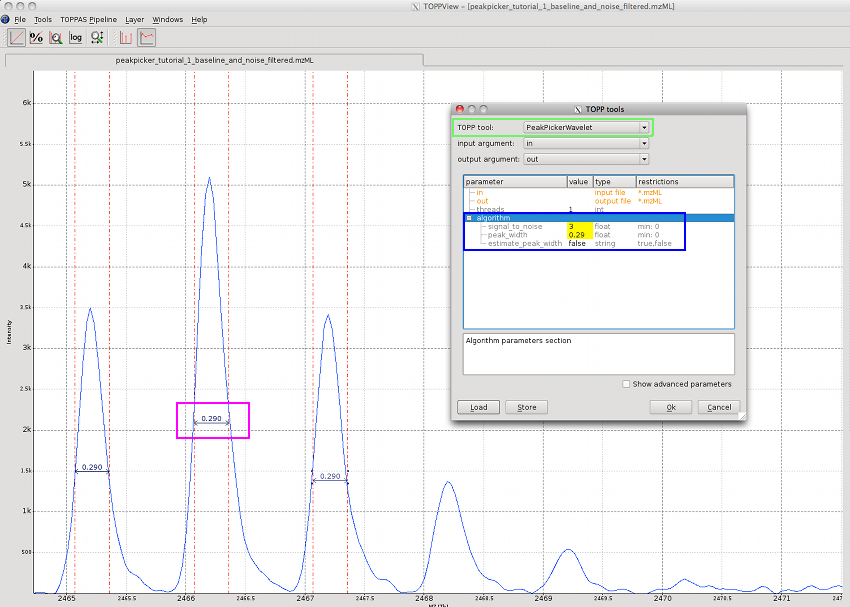 TOPPView – [peakpicker_tutorial_1_baseline_and_noise_filtered.mzML]
File Tools TOPPAS Pipeline Layer Windows Help
% log
peakpicker_tutorial_1_baseline_and_noise_filtered.mzML
6k
5.5k
5k
4.5k
4k
3.5k
3k
2.5k
2k
1.5k
1k
500
Intensity
0.290
0.290
0.290
2465 2465.5 2466 2466.5 2467 2467.5 2468 2468.5 2469 2469.5 2470 2470.5 2471 247
TOPP tools
TOPP tool: PeakPickerWavelet
input argument: in
output argument: out
parameter value type restrictions
in input file *.mzML
out output file *.mzML
threads 1 int
algorithm
signal_to_noise 3 float min: 0
peak_width 0.29 float min: 0
estimate_peak_width false string true,false
Algorithm parameters section
Show advanced parameters
Load Store Ok Cancel